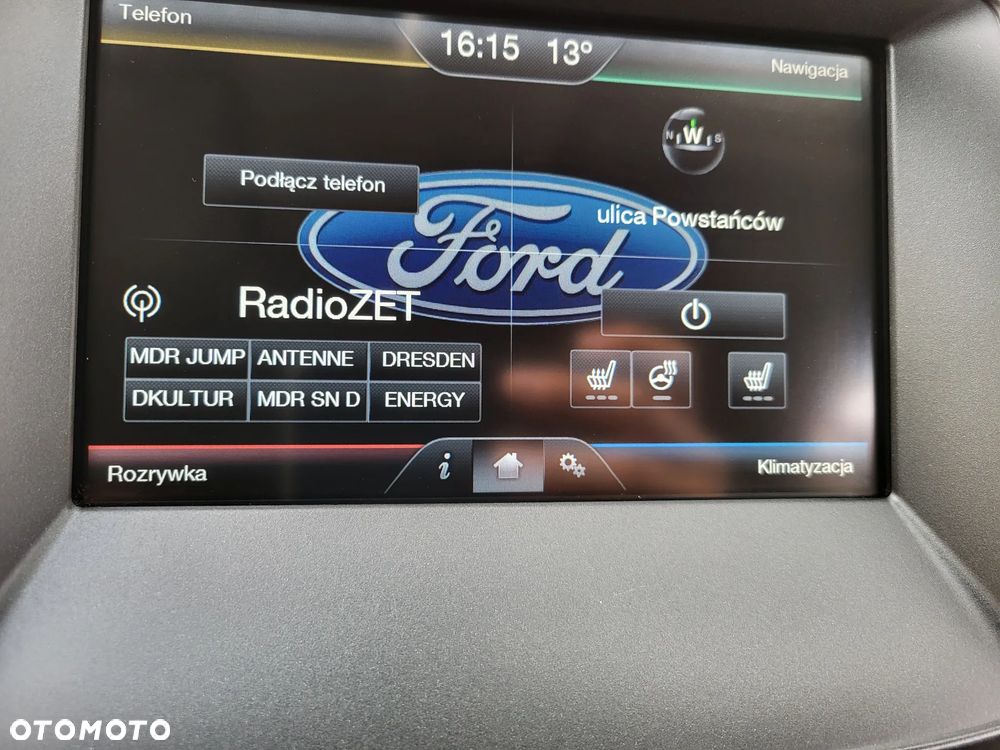 Telefon
16:15 13°
Nawigacja
N W S
Podłącz telefon
Ford
ulica Powstańców
RadioZET
MDR JUMP ANTENNE DRESDEN
DKULTUR MDR SN D ENERGY
Rozrywka
i
Klimatyzacja
OTOMOTO